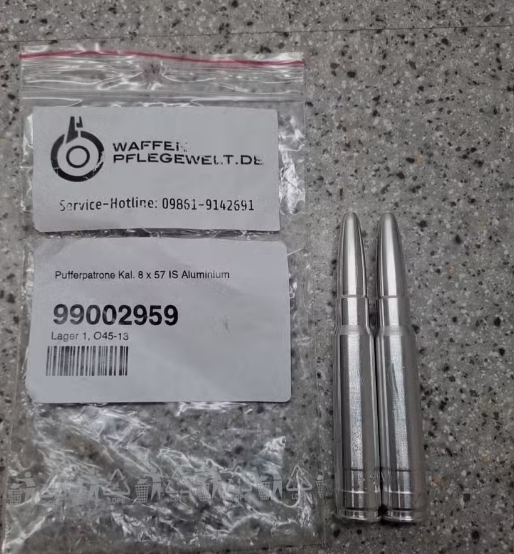 WAFFEN
PFLEGEWELT.DE
Service-Hotline: 09861-9142691
Pufferpatrone Kal. 8 x 57 IS Aluminium
99002959
Lager 1, O45-13